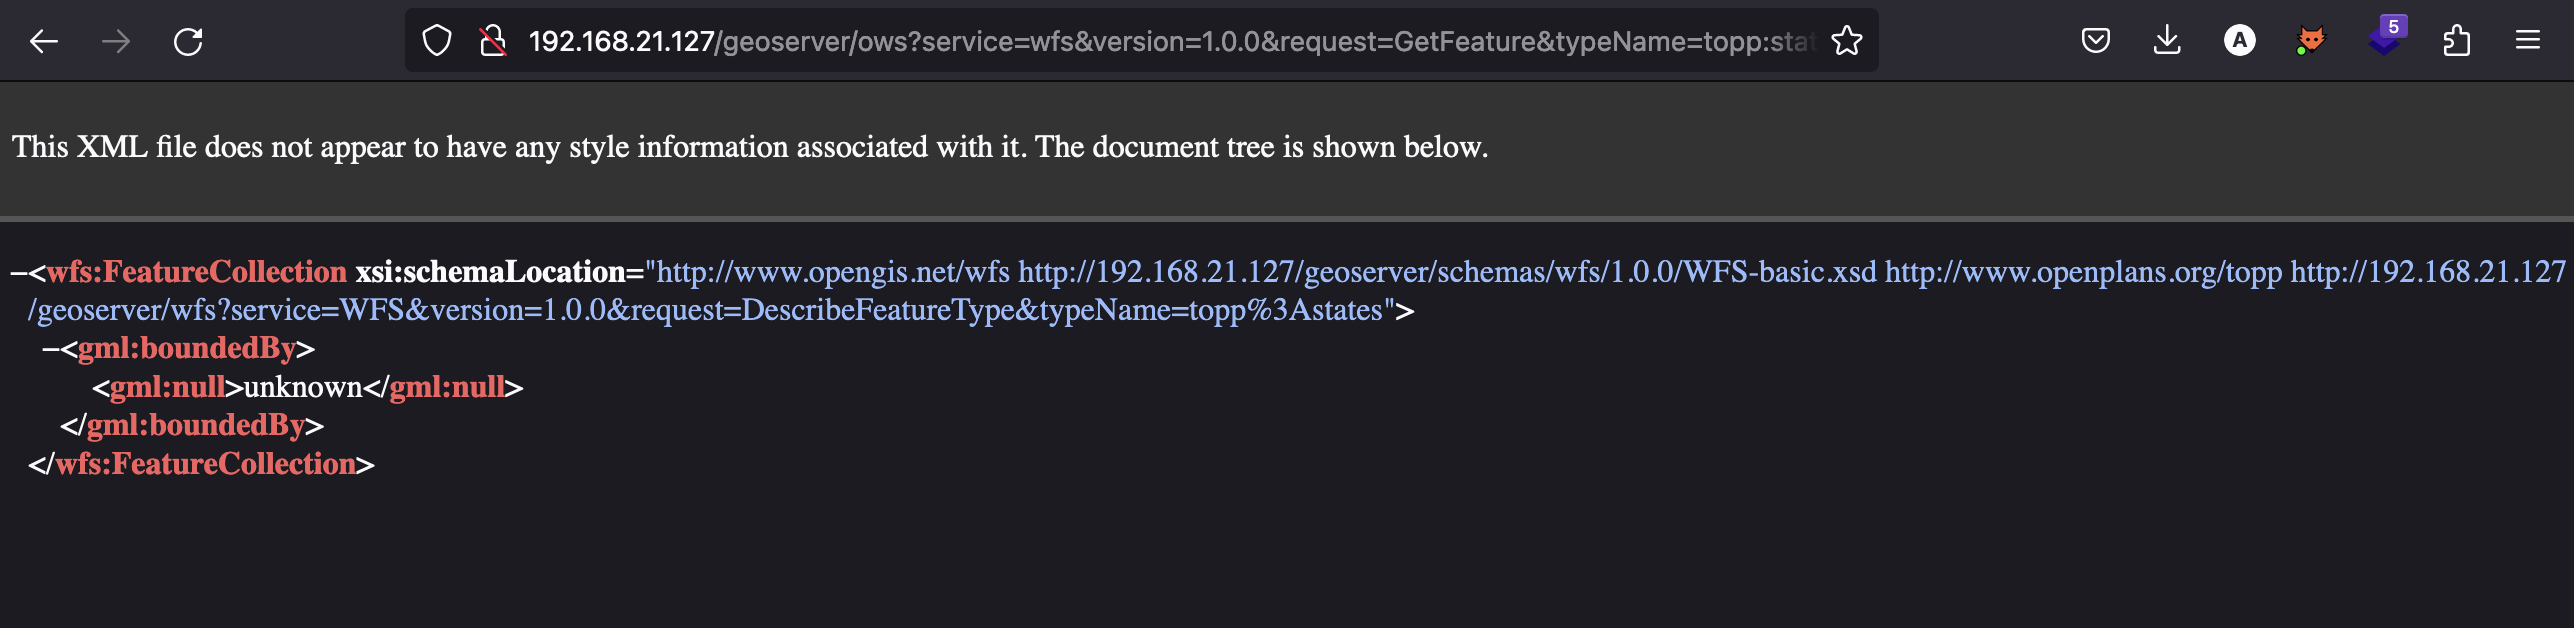 192.168.21.127/geoserver/ows?service=wfs&version=1.0.0&request=GetFeature&typeName=topp:stat
A
5
This XML file does not appear to have any style information associated with it. The document tree is shown below.
−<wfs:FeatureCollection xsi:schemaLocation="http://www.opengis.net/wfs http://192.168.21.127/geoserver/schemas/wfs/1.0.0/WFS-basic.xsd http://www.openplans.org/topp http://192.168.21.127
/geoserver/wfs?service=WFS&version=1.0.0&request=DescribeFeatureType&typeName=topp%3Astates">
−<gml:boundedBy>
<gml:null>unknown</gml:null>
</gml:boundedBy>
</wfs:FeatureCollection>